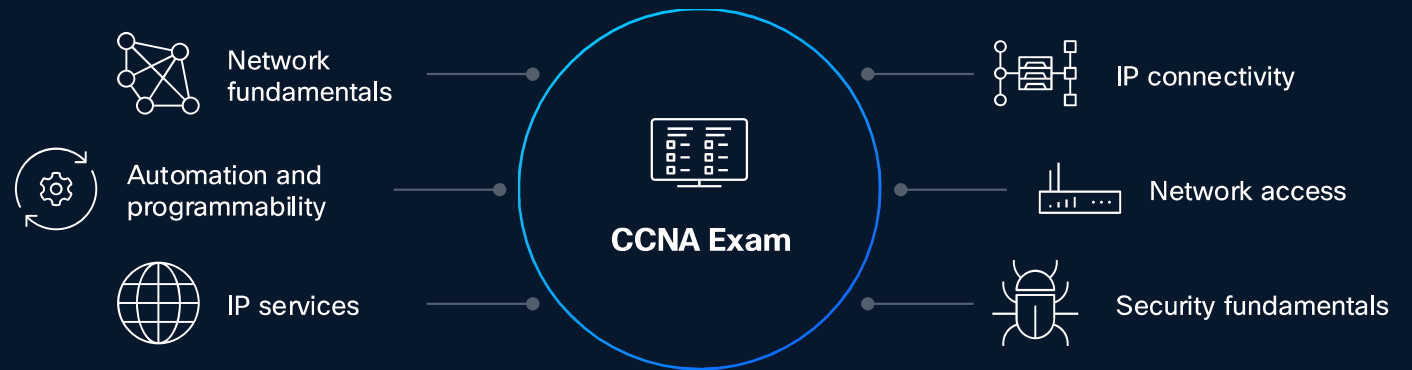 Network
fundamentals
Automation and
programmability
IP services
CCNA Exam
IP connectivity
Network access
Security fundamentals